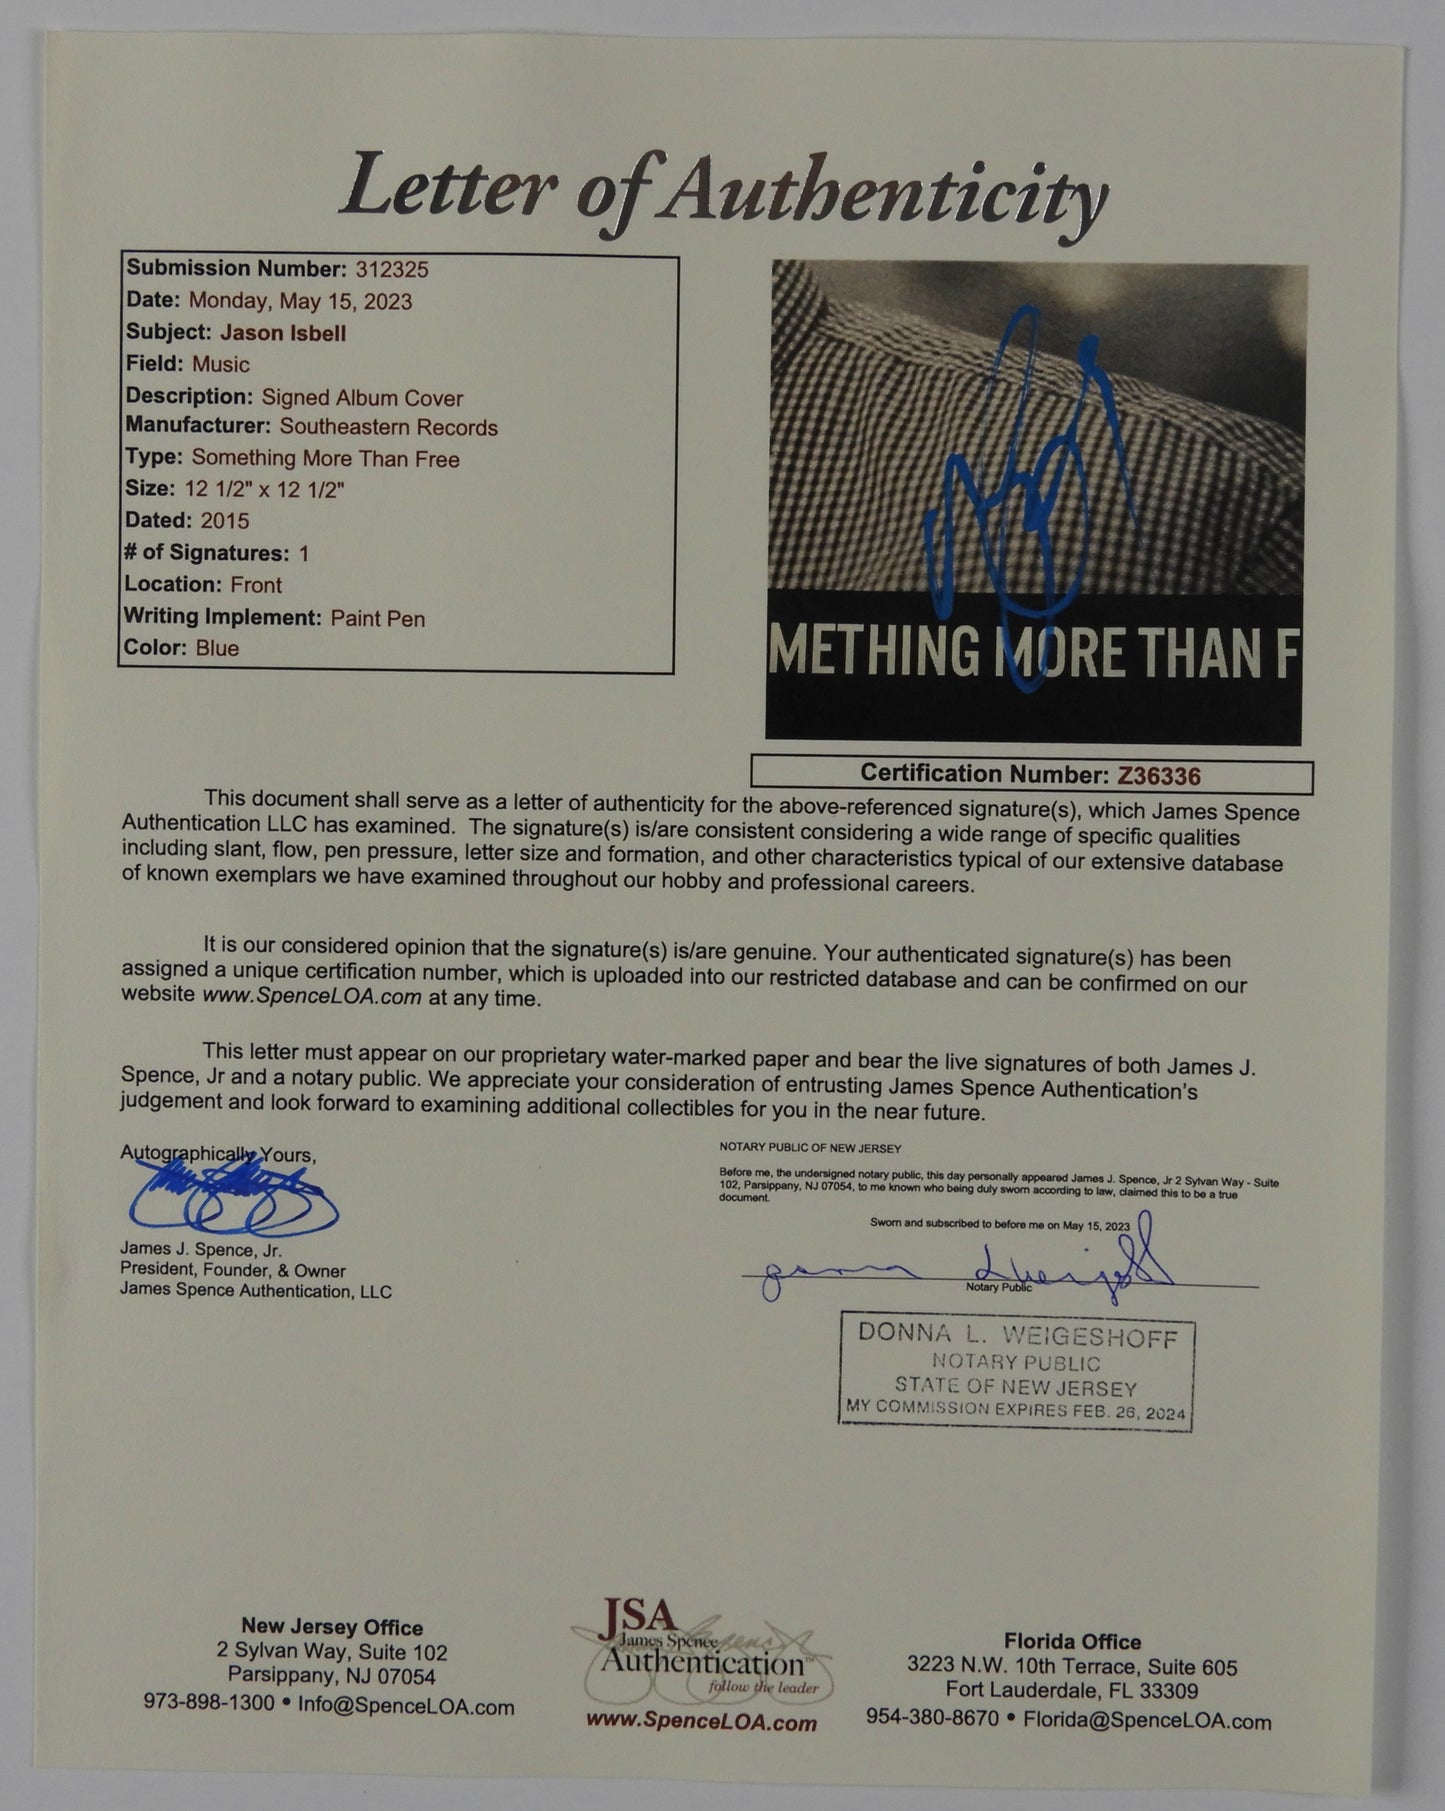 Letter of Authenticity
Submission Number: 312325
Date: Monday, May 15, 2023
Subject: Jason Isbell
Field: Music
Description: Signed Album Cover
Manufacturer: Southeastern Records
Type: Something More Than Free
Size: 12 1/2" x 12 1/2"
Dated: 2015
# of Signatures: 1
Location: Front
Writing Implement: Paint Pen
Color: Blue
METHING MORE THAN F
Certification Number: Z36336
This document shall serve as a letter of authenticity for the above-referenced signature(s), which James Spence
Authentication LLC has examined. The signature(s) is/are consistent considering a wide range of specific qualities
including slant, flow, pen pressure, letter size and formation, and other characteristics typical of our extensive database
of known exemplars we have examined throughout our hobby and professional careers.
It is our considered opinion that the signature(s) is/are genuine. Your authenticated signature(s) has been
assigned a unique certification number, which is uploaded into our restricted database and can be confirmed on our
website www.SpenceLOA.com at any time.
This letter must appear on our proprietary water-marked paper and bear the live signatures of both James J.
Spence, Jr and a notary public. We appreciate your consideration of entrusting James Spence Authentication's
judgement and look forward to examining additional collectibles for you in the near future.
Autographically Yours,
James J. Spence, Jr.
President, Founder, & Owner
James Spence Authentication, LLC
NOTARY PUBLIC OF NEW JERSEY
Before me, the undersigned notary public, this day personally appeared James J. Spence, Jr 2 Sylvan Way - Suite
102, Parsippany, NJ 07054, to me known who being duly sworn according to law, claimed this to be a true
document.
Sworn and subscribed to before me on May 15, 2023
Notary Public
DONNA L. WEIGESHOFF
NOTARY PUBLIC
STATE OF NEW JERSEY
MY COMMISSION EXPIRES FEB. 26, 2024
New Jersey Office
2 Sylvan Way, Suite 102
Parsippany, NJ 07054
973-898-1300 • Info@SpenceLOA.com
JSA
James Spence
Authentication™
follow the leader
www.SpenceLOA.com
Florida Office
3223 N.W. 10th Terrace, Suite 605
Fort Lauderdale, FL 33309
954-380-8670 • Florida@SpenceLOA.com